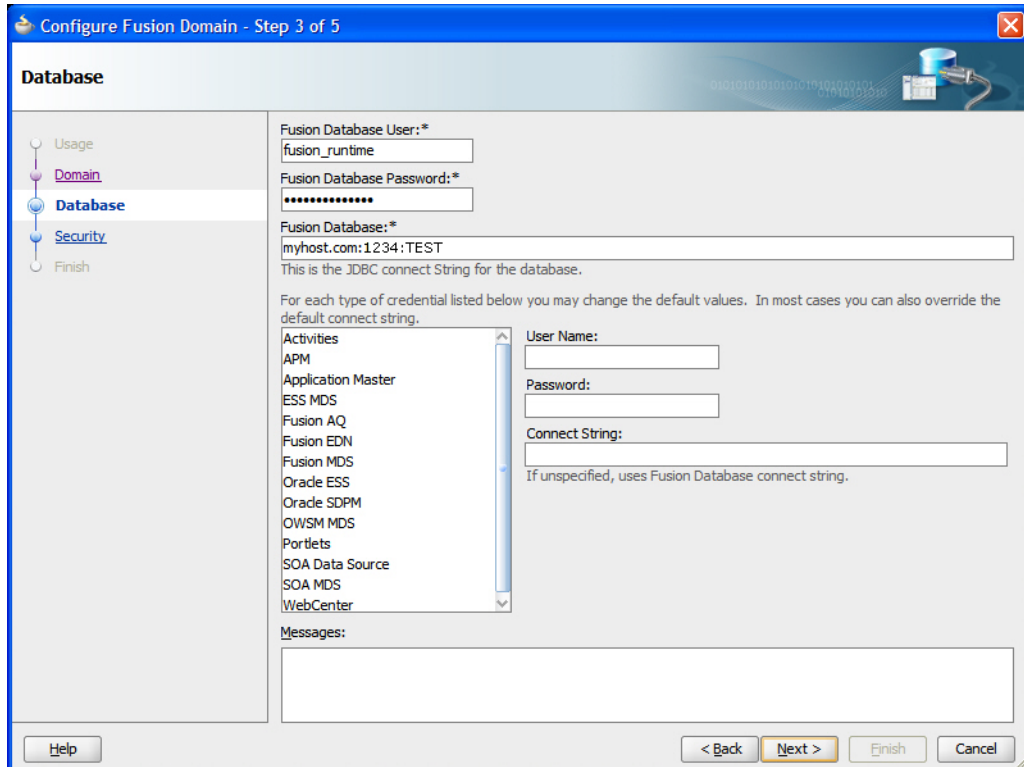 Configure Fusion Domain - Step 3 of 5
Database
Usage
Domain
Database
Security
Finish
Fusion Database User:*
fusion_runtime
Fusion Database Password:*
••••••••••••••
Fusion Database:*
myhost.com:1234:TEST
This is the JDBC connect String for the database.
For each type of credential listed below you may change the default values. In most cases you can also override the
default connect string.
Activities
APM
Application Master
ESS MDS
Fusion AQ
Fusion EDN
Fusion MDS
Oracle ESS
Oracle SDPM
OWSM MDS
Portlets
SOA Data Source
SOA MDS
WebCenter
User Name:
Password:
Connect String:
If unspecified, uses Fusion Database connect string.
Messages:
Help
< Back
Next >
Finish
Cancel